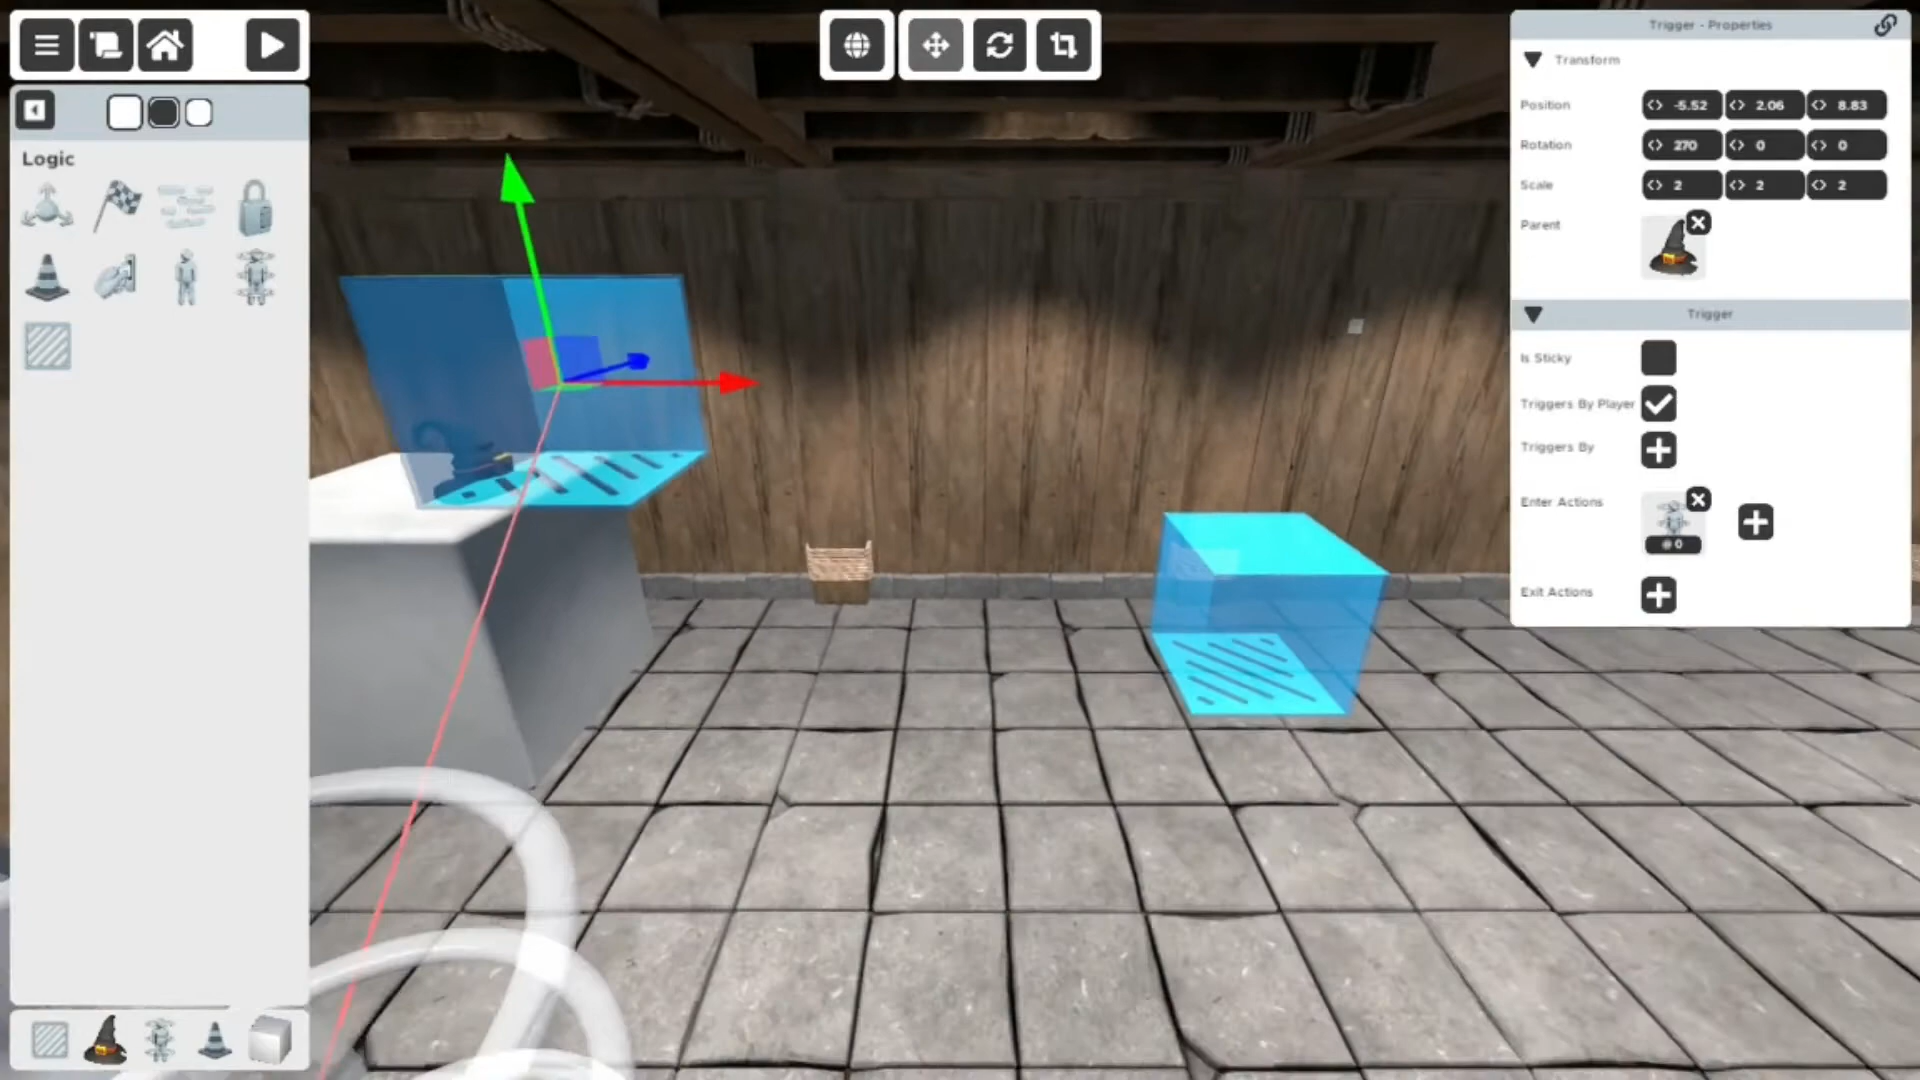 Trigger - Properties
Transform
Position <> -5.52 <> 2.06 <> 8.83
Rotation <> 270 <> 0 <> 0
Scale <> 2 <> 2 <> 2
Parent
Trigger
Is Sticky
Triggers By Player
Triggers By
Enter Actions
@0
Exit Actions
Logic